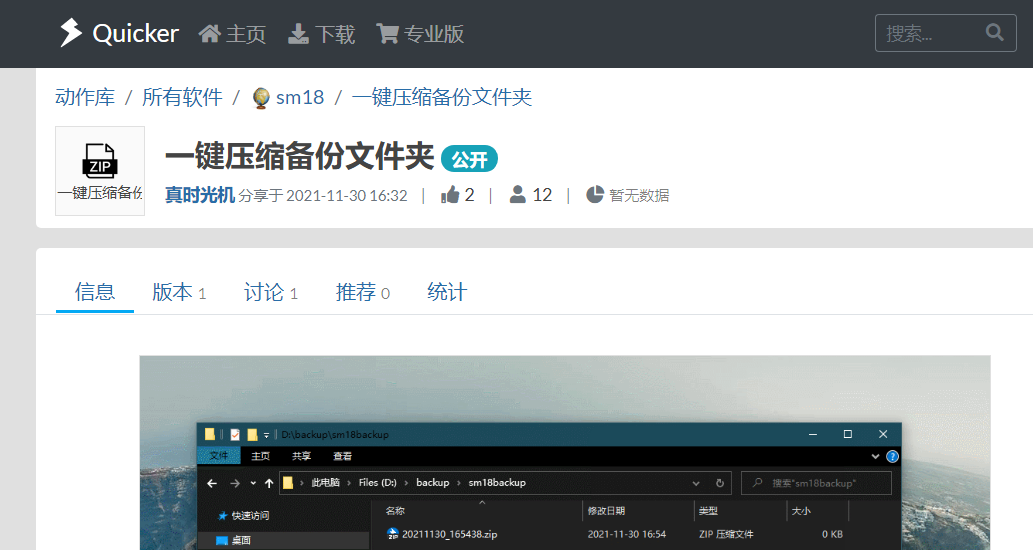 Quicker 主页 下载 专业版 搜索...
动作库 / 所有软件 / sm18 / 一键压缩备份文件夹
ZIP
一键压缩备份
一键压缩备份文件夹 公开
真时光机 分享于 2021-11-30 16:32 | 2 | 12 | 暂无数据
信息 版本 1 讨论 1 推荐 0 统计
D:\backup\sm18backup
文件 主页 共享 查看
此电脑 › Files (D:) › backup › sm18backup 搜索"sm18backup"
快速访问 名称 修改日期 类型 大小
桌面 20211130_165438.zip 2021-11-30 16:54 ZIP 压缩文件 0 KB